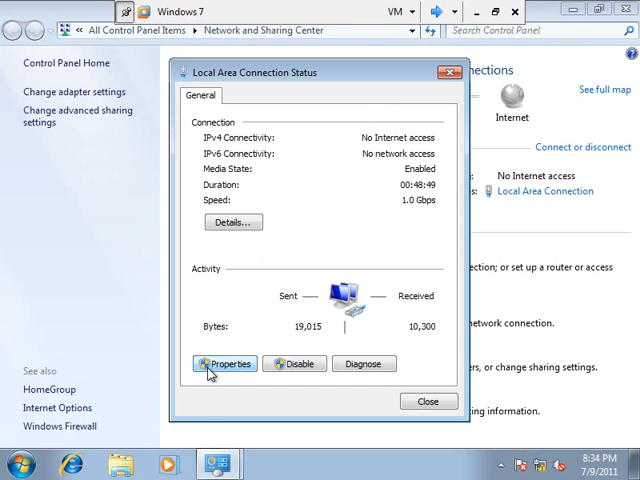 Windows 7
VM
All Control Panel Items
Network and Sharing Center
Search Control Panel
Control Panel Home
Change adapter settings
Change advanced sharing
settings
See also
HomeGroup
Internet Options
Windows Firewall
Local Area Connection Status
General
Connection
IPv4 Connectivity: No Internet access
IPv6 Connectivity: No network access
Media State: Enabled
Duration: 00:48:49
Speed: 1.0 Gbps
Details...
Activity
Sent
Received
Bytes: 19,015 10,300
Properties
Disable
Diagnose
Close
nnections
See full map
Internet
Connect or disconnect
No Internet access
Local Area Connection
ection; or set up a router or access
network connection.
, or change sharing settings.
ting information.
8:34 PM
7/9/2011